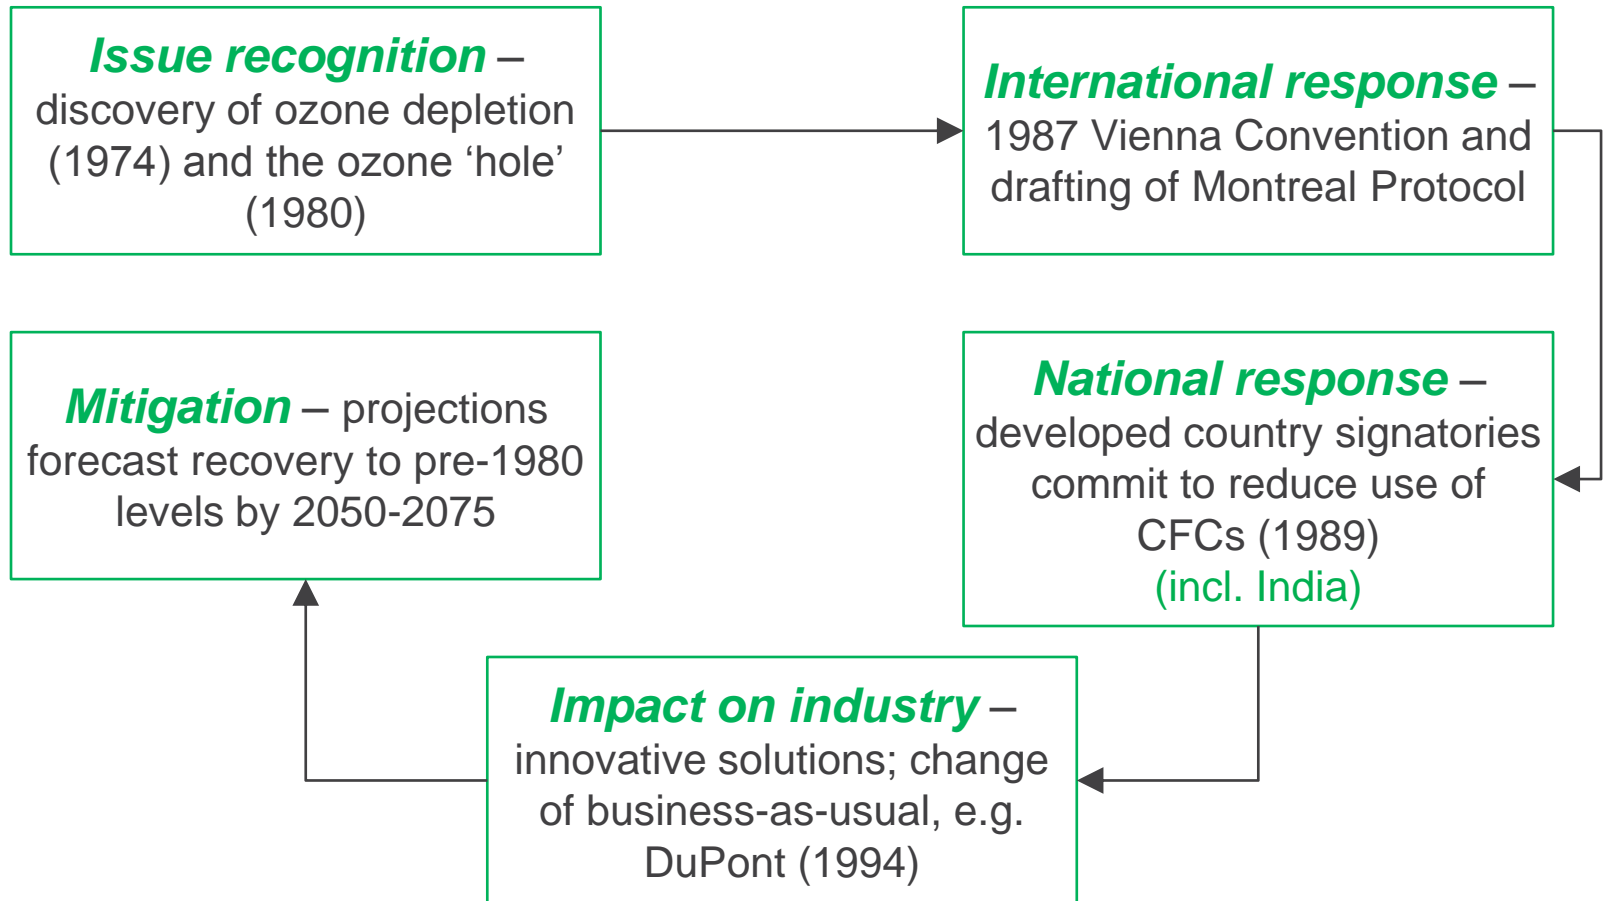 Issue recognition –
discovery of ozone depletion
(1974) and the ozone ‘hole’
(1980)
International response –
1987 Vienna Convention and
drafting of Montreal Protocol
National response –
developed country signatories
commit to reduce use of
CFCs (1989)
(incl. India)
Impact on industry –
innovative solutions; change
of business-as-usual, e.g.
DuPont (1994)
Mitigation – projections
forecast recovery to pre-1980
levels by 2050-2075